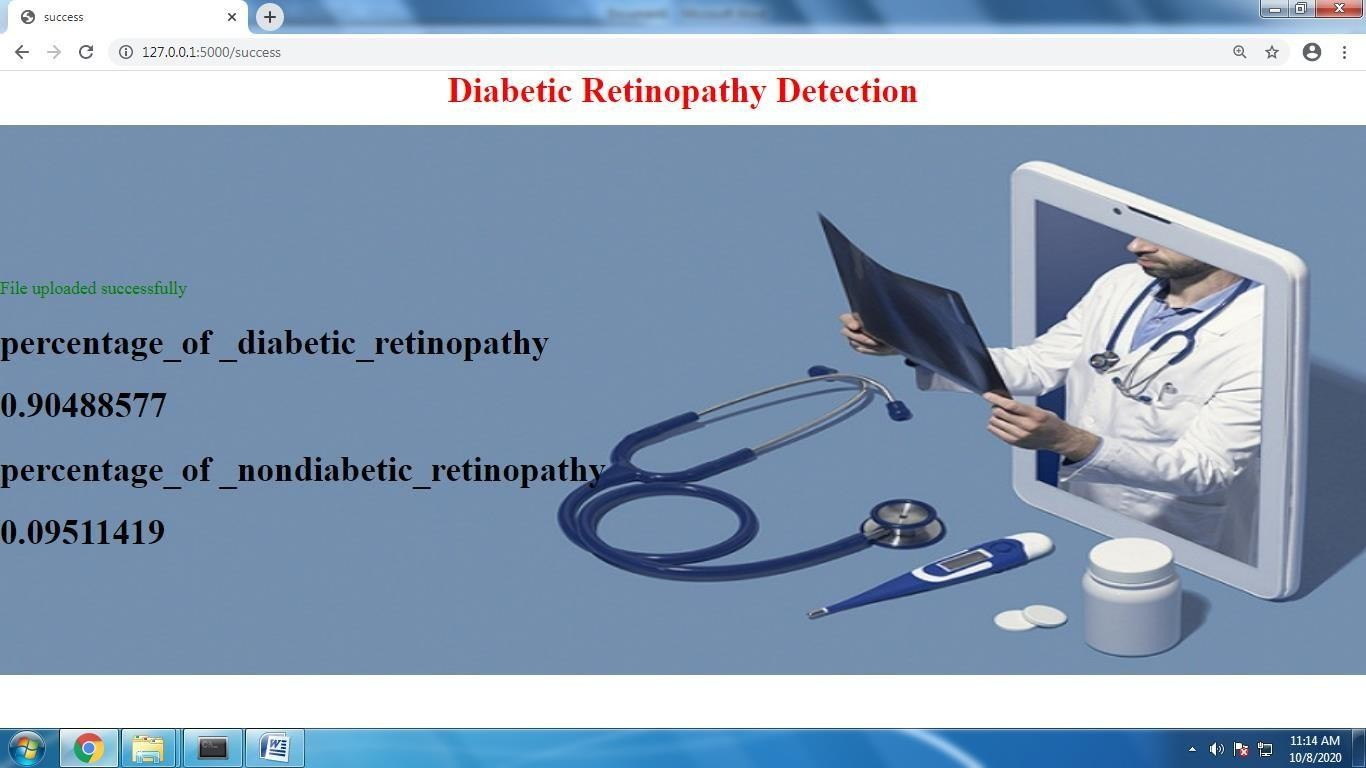 success
127.0.0.1:5000/success
Diabetic Retinopathy Detection
File uploaded successfully
percentage_of _diabetic_retinopathy
0.90488577
percentage_of _nondiabetic_retinopathy
0.09511419
11:14 AM
10/8/2020